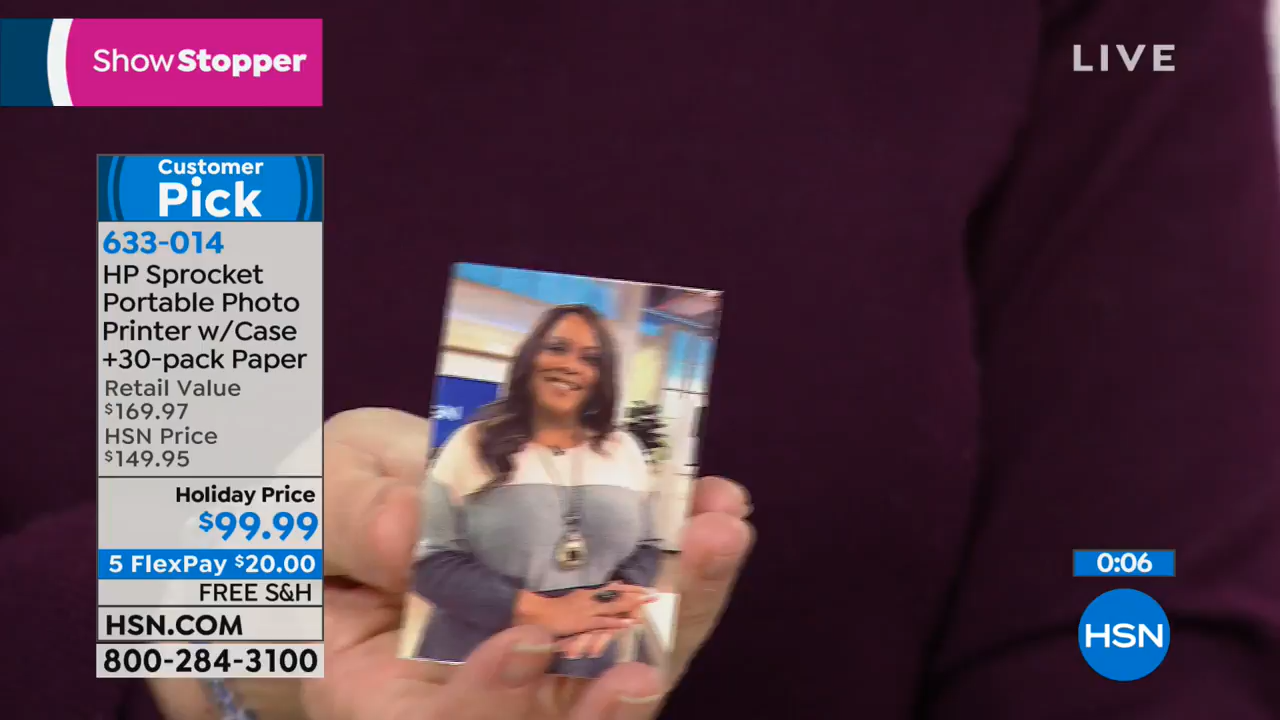 ShowStopper
LIVE
Customer
Pick
633-014
HP Sprocket
Portable Photo
Printer w/Case
+30-pack Paper
Retail Value
$169.97
HSN Price
$149.95
Holiday Price
$99.99
5 FlexPay $20.00
FREE S&H
HSN.COM
800-284-3100
0:06
HSN